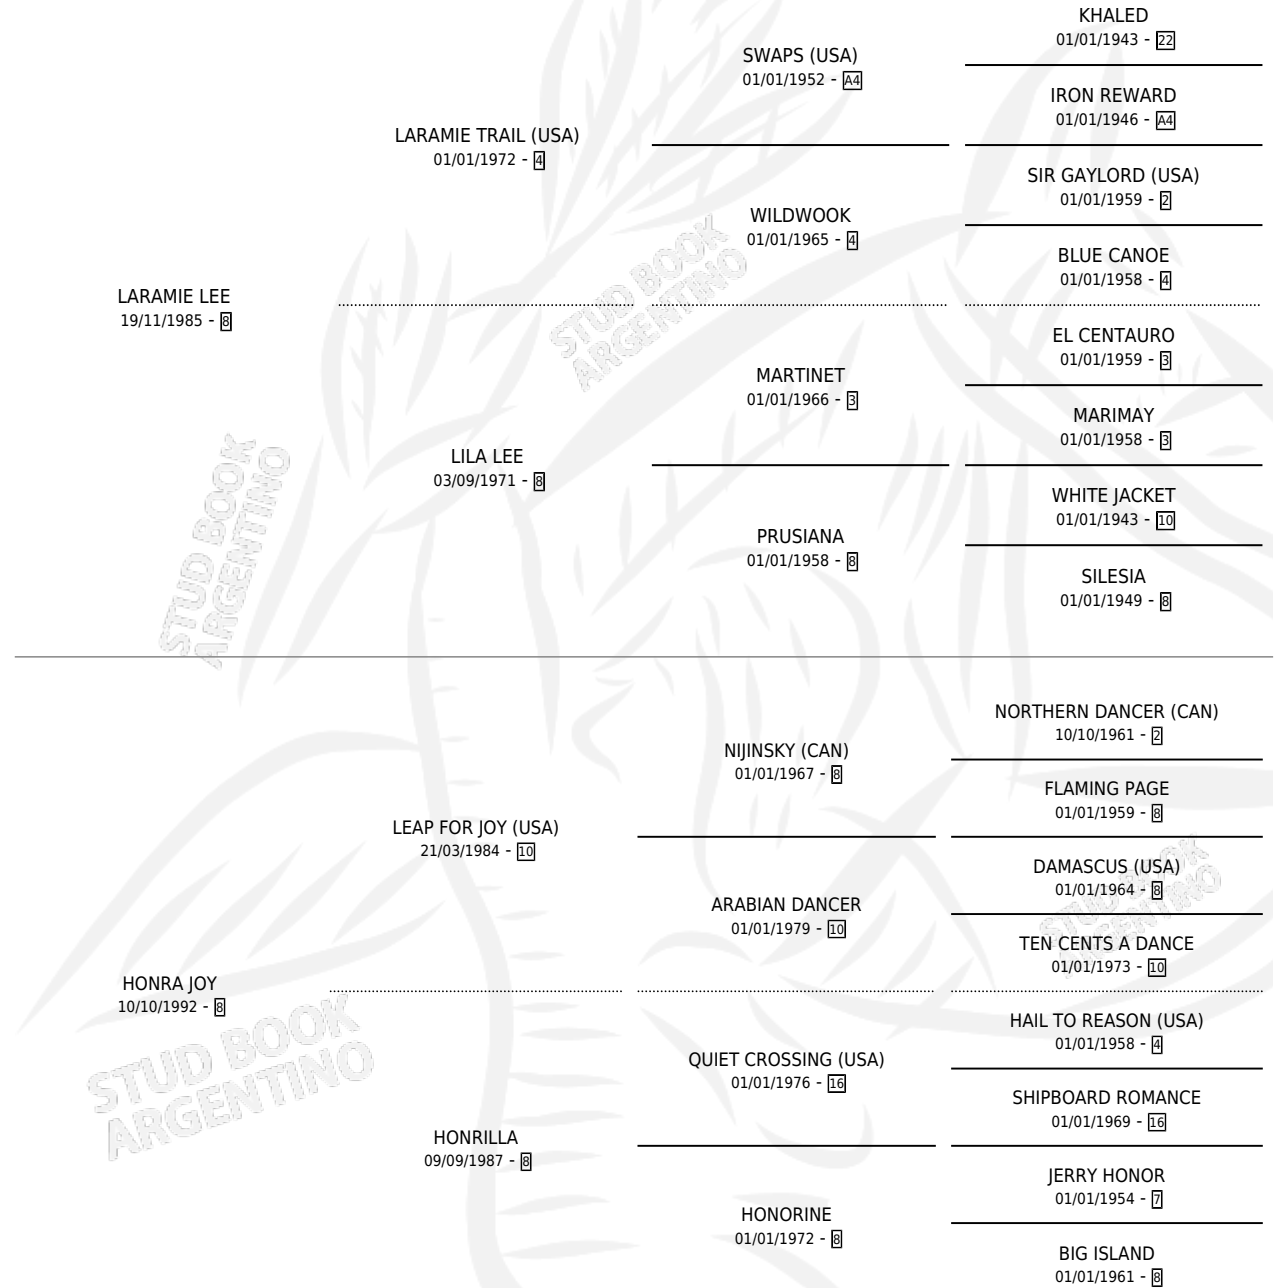 KHALED
01/01/1943 - 22
SWAPS (USA)
01/01/1952 - A4
IRON REWARD
01/01/1946 - A4
LARAMIE TRAIL (USA)
01/01/1972 - 4
SIR GAYLORD (USA)
01/01/1959 - 2
WILDWOOK
01/01/1965 - 4
BLUE CANOE
01/01/1958 - 4
LARAMIE LEE
19/11/1985 - 8
EL CENTAURO
01/01/1959 - 3
MARTINET
01/01/1966 - 3
MARIMAY
01/01/1958 - 3
LILA LEE
03/09/1971 - 8
WHITE JACKET
01/01/1943 - 10
PRUSIANA
01/01/1958 - 8
SILESIA
01/01/1949 - 8
NORTHERN DANCER (CAN)
10/10/1961 - 2
NIJINSKY (CAN)
01/01/1967 - 8
FLAMING PAGE
01/01/1959 - 8
LEAP FOR JOY (USA)
21/03/1984 - 10
DAMASCUS (USA)
01/01/1964 - 8
ARABIAN DANCER
01/01/1979 - 10
TEN CENTS A DANCE
01/01/1973 - 10
HONRA JOY
10/10/1992 - 8
HAIL TO REASON (USA)
01/01/1958 - 4
QUIET CROSSING (USA)
01/01/1976 - 16
SHIPBOARD ROMANCE
01/01/1969 - 16
HONRILLA
09/09/1987 - 8
JERRY HONOR
01/01/1954 - 7
HONORINE
01/01/1972 - 8
BIG ISLAND
01/01/1961 - 8
STUD BOOK
ARGENTINO
STUD BOOK
ARGENTINO
STUD BOOK
ARGENTINO
STUD BOOK
ARGENTINO